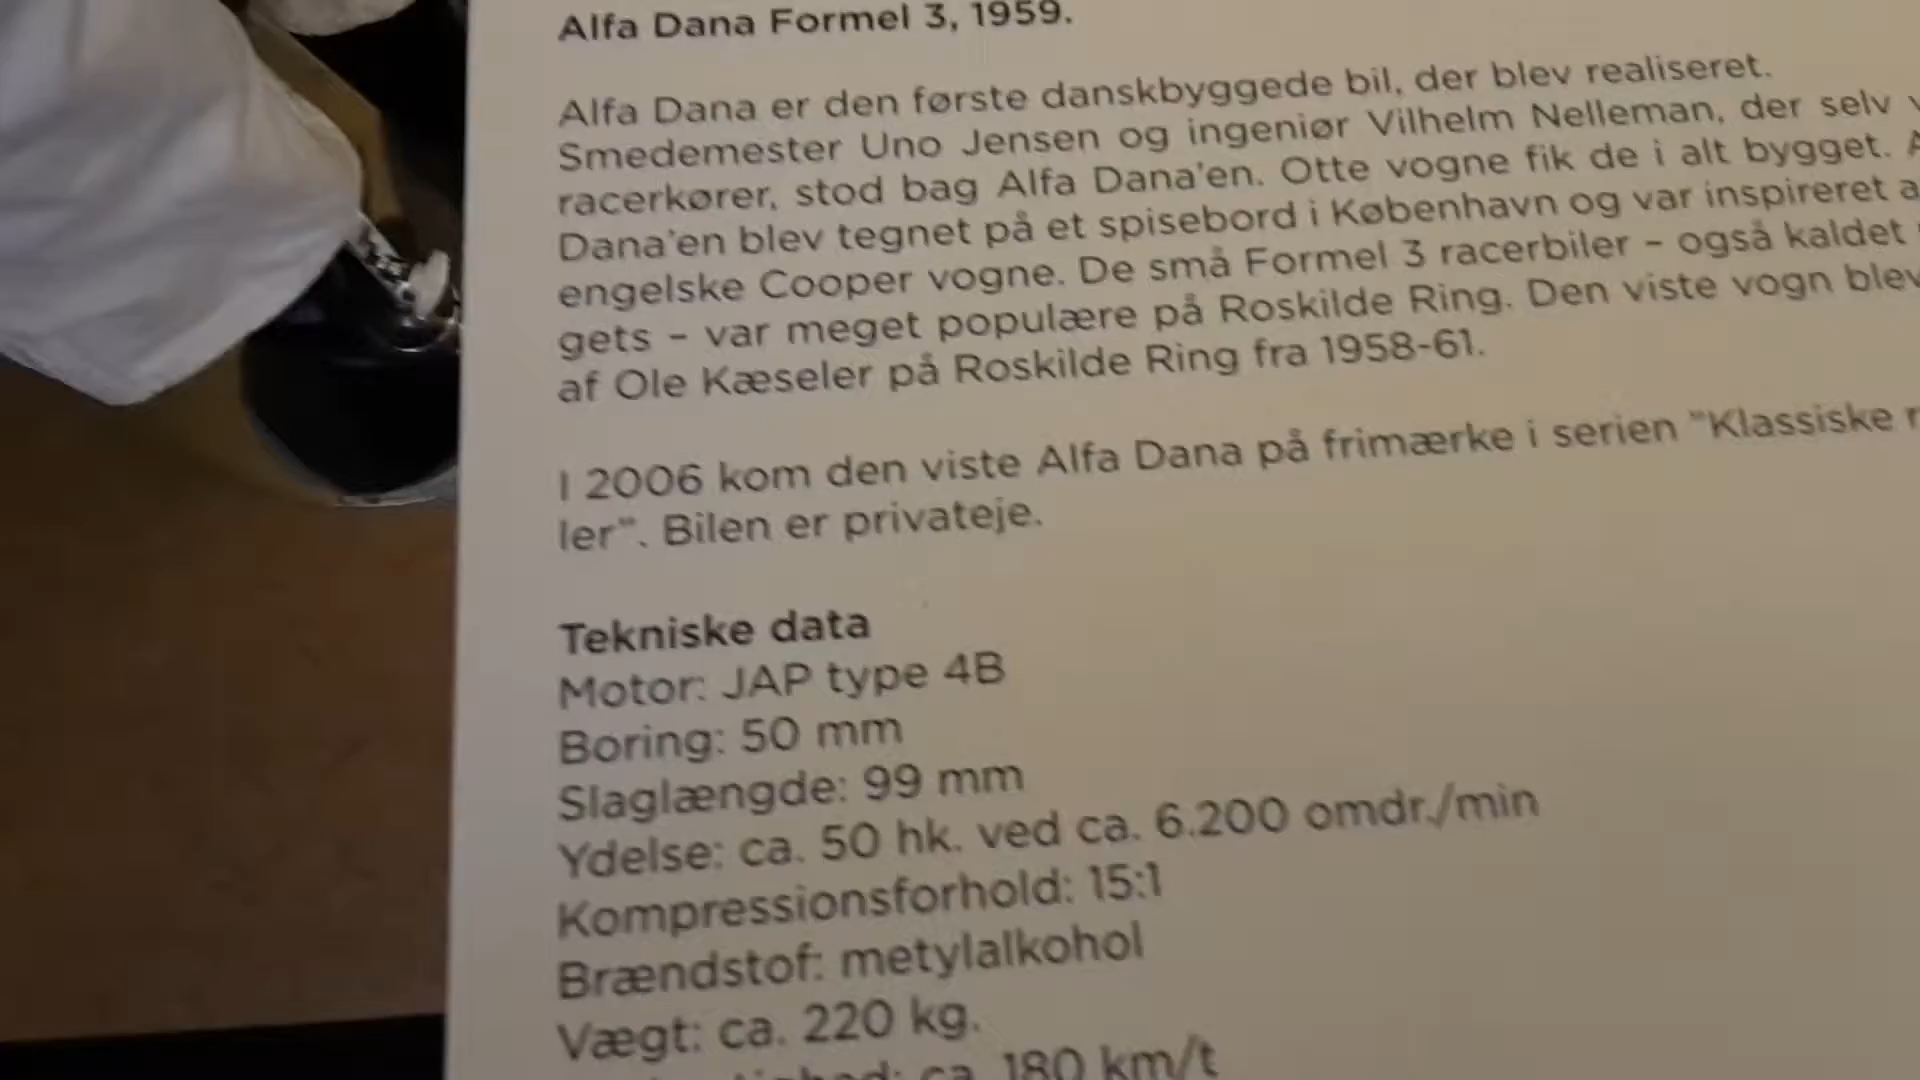 Alfa Dana Formel 3, 1959.
Alfa Dana er den første danskbyggede bil, der blev realiseret.
Smedemester Uno Jensen og ingeniør Vilhelm Nelleman, der selv
racerkører, stod bag Alfa Dana'en. Otte vogne fik de i alt bygget.
Dana'en blev tegnet på et spisebord i København og var inspireret
engelske Cooper vogne. De små Formel 3 racerbiler – også kaldet
gets – var meget populære på Roskilde Ring. Den viste vogn blev
af Ole Kæseler på Roskilde Ring fra 1958-61.
I 2006 kom den viste Alfa Dana på frimærke i serien "Klassiske
ler". Bilen er privateje.
Tekniske data
Motor: JAP type 4B
Boring: 50 mm
Slaglængde: 99 mm
Ydelse: ca. 50 hk. ved ca. 6.200 omdr./min
Kompressionsforhold: 15:1
Brændstof: metylalkohol
Vægt: ca. 220 kg.
ca. 180 km/t